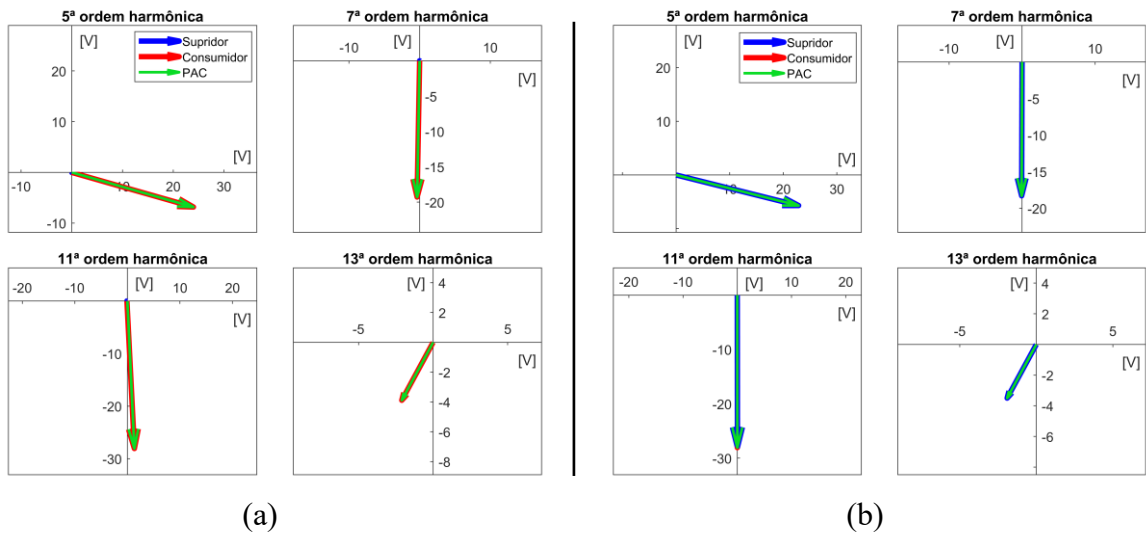 5ª ordem harmônica
[V]
Supridor
Consumidor
PAC
20
10
[V]
-10
10
20
30
-10
7ª ordem harmônica
[V]
-10
10
[V]
-5
-10
-15
-20
11ª ordem harmônica
-20
-10
[V]
10
20
[V]
-10
-20
-30
13ª ordem harmônica
[V]
4
2
-5
5
[V]
-2
-4
-6
-8
(a)
5ª ordem harmônica
[V]
Supridor
Consumidor
PAC
20
10
[V]
10
20
30
7ª ordem harmônica
[V]
-10
10
[V]
-5
-10
-15
-20
11ª ordem harmônica
-20
-10
[V]
10
20
[V]
-10
-20
-30
13ª ordem harmônica
[V]
4
2
-5
5
[V]
-2
-4
-6
(b)